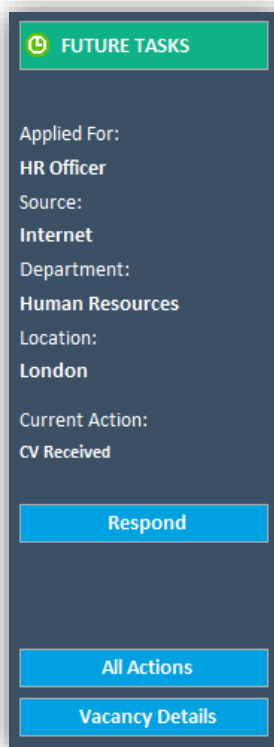 FUTURE TASKS
Applied For:
HR Officer
Source:
Internet
Department:
Human Resources
Location:
London
Current Action:
CV Received
Respond
All Actions
Vacancy Details